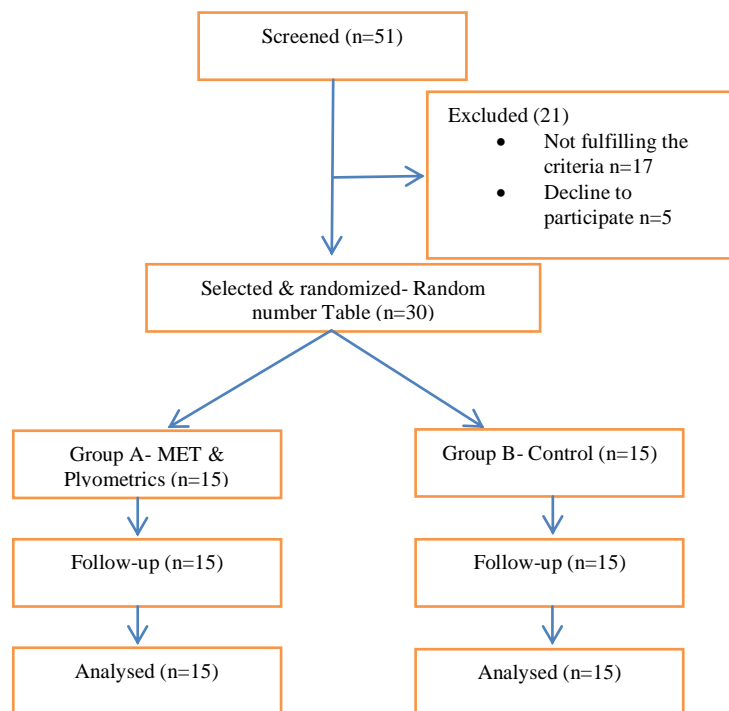 Screened (n=51)
Excluded (21)
• Not fulfilling the
criteria n=17
• Decline to
participate n=5
Selected & randomized- Random
number Table (n=30)
Group A- MET &
Plyometrics (n=15)
Group B- Control (n=15)
Follow-up (n=15)
Follow-up (n=15)
Analysed (n=15)
Analysed (n=15)